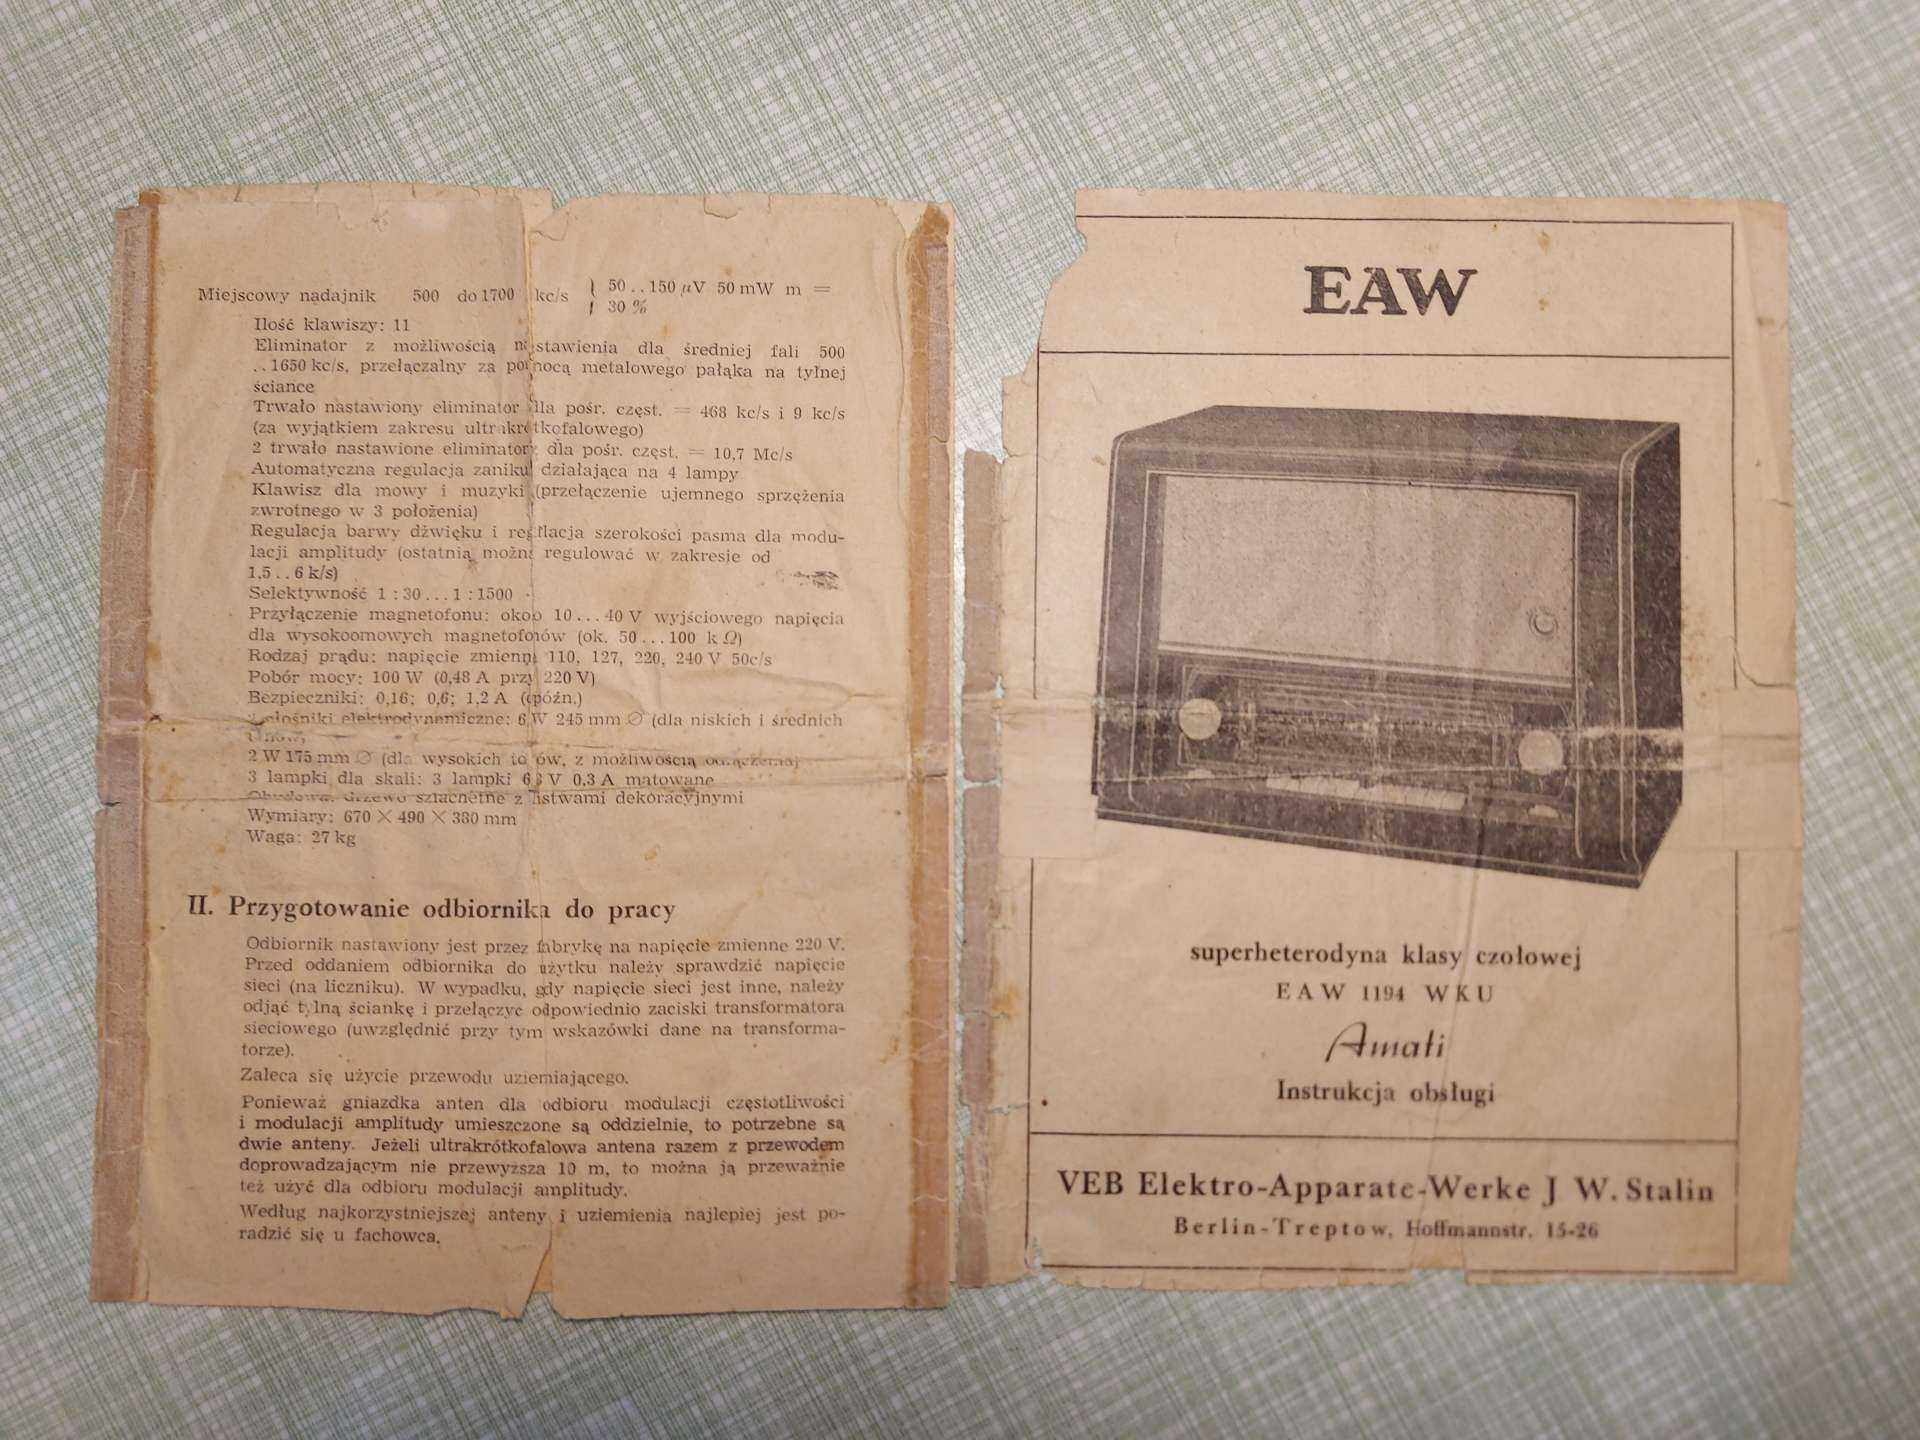 Miejscowy nadajnik 500 do 1700 kc/s } 50 . . 150 µV 50 mW m =
30 %
Ilość klawiszy: 11
Eliminator z możliwością nastawienia dla średniej fali 500
. . 1650 kc/s, przełączalny za pomocą metalowego pałąka na tylnej
ściance
Trwało nastawiony eliminator dla pośr. częst. = 468 kc/s i 9 kc/s
(za wyjątkiem zakresu ultrakrótkofalowego)
2 trwało nastawione eliminatory dla pośr. częst. = 10,7 Mc/s
Automatyczna regulacja zaniku działająca na 4 lampy
Klawisz dla mowy i muzyki (przełączenie ujemnego sprzężenia
zwrotnego w 3 położenia)
Regulacja barwy dźwięku i regulacja szerokości pasma dla modu-
lacji amplitudy (ostatnią można regulować w zakresie od
1,5 . . 6 k/s)
Selektywność 1 : 30 . . . 1 : 1500
Przyłączenie magnetofonu: około 10 . . . 40 V wyjściowego napięcia
dla wysokoomowych magnetofonów (ok. 50 . . . 100 k Ω)
Rodzaj prądu: napięcie zmienne 110, 127, 220, 240 V 50c/s
Pobór mocy: 100 W (0,48 A przy 220 V)
Bezpieczniki: 0,16; 0,6; 1,2 A (opóźn.)
głośniki elektrodynamiczne: 6 W 245 mm ∅ (dla niskich i średnich
2 W 175 mm ∅ (dla wysokich tonów, z możliwością
3 lampki dla skali: 3 lampki 6,3 V 0,3 A matowane
Obudowa: drzewo szlachetne z listwami dekoracyjnymi
Wymiary: 670 × 490 × 380 mm
Waga: 27 kg
II. Przygotowanie odbiornika do pracy
Odbiornik nastawiony jest przez fabrykę na napięcie zmienne 220 V.
Przed oddaniem odbiornika do użytku należy sprawdzić napięcie
sieci (na liczniku). W wypadku, gdy napięcie sieci jest inne, należy
odjąć tylną ściankę i przełączyć odpowiednio zaciski transformatora
sieciowego (uwzględnić przy tym wskazówki dane na transforma-
torze).
Zaleca się użycie przewodu uziemiającego.
Ponieważ gniazdka anten dla odbioru modulacji częstotliwości
i modulacji amplitudy umieszczone są oddzielnie, to potrzebne są
dwie anteny. Jeżeli ultrakrótkofalowa antena razem z przewodem
doprowadzającym nie przewyższa 10 m, to można ją przeważnie
też użyć dla odbioru modulacji amplitudy.
Według najkorzystniejszej anteny i uziemienia najlepiej jest po-
radzić się u fachowca.
EAW
superheterodyna klasy czołowej
EAW 1194 WKU
Amati
Instrukcja obsługi
VEB Elektro-Apparate-Werke J W. Stalin
Berlin-Treptow, Hoffmannstr. 15-26